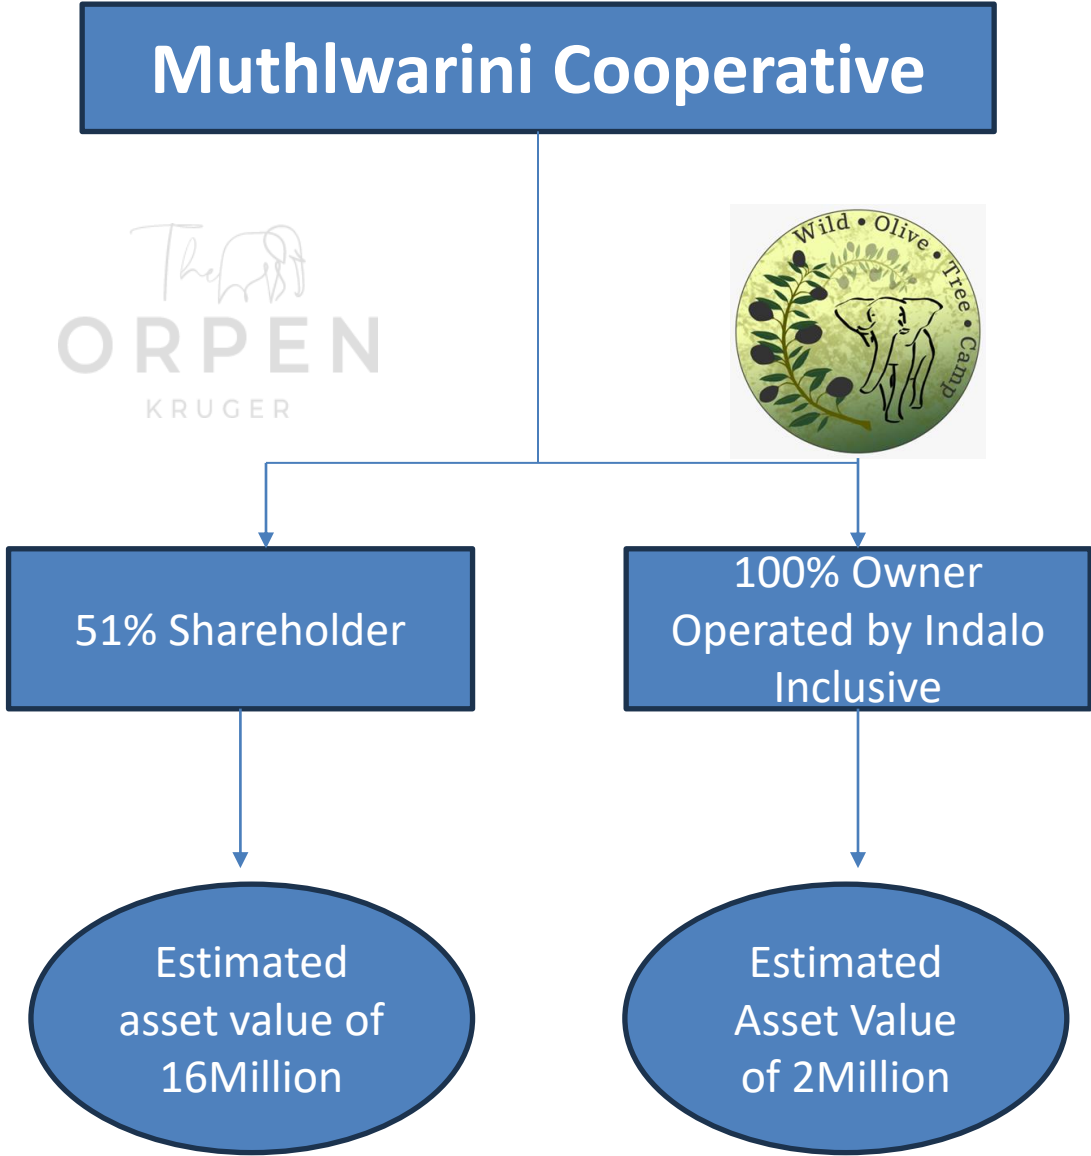 Muthlwarini Cooperative
The
ORPEN
KRUGER
Wild • Olive • Tree • Camp
51% Shareholder
100% Owner
Operated by Indalo
Inclusive
Estimated
asset value of
16Million
Estimated
Asset Value
of 2Million